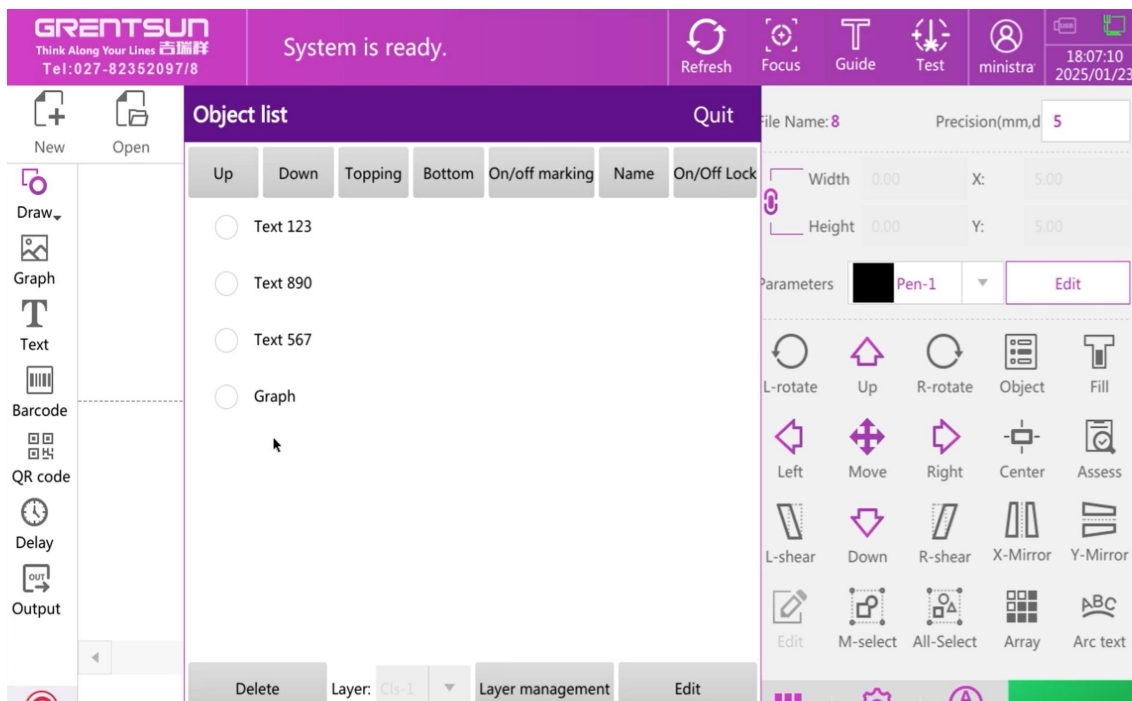 GRENTSUN
Think Along Your Lines 吉瑞祥
Tel:027-82352097/8
System is ready.
Refresh
Focus
Guide
Test
ministra
18:07:10
2025/01/23
New
Open
Object list
Quit
File Name: 8
Precision(mm,d
5
Up
Down
Topping
Bottom
On/off marking
Name
On/Off Lock
Width
0.00
X:
5.00
Height
0.00
Y:
5.00
Parameters
Pen-1
Edit
Draw
Graph
Text
Barcode
QR code
Delay
Output
OUT
Text 123
Text 890
Text 567
Graph
L-rotate
Up
R-rotate
Object
Fill
Left
Move
Right
Center
Assess
L-shear
Down
R-shear
X-Mirror
Y-Mirror
Edit
M-select
All-Select
Array
ABC
Arc text
Delete
Layer:
Cls-1
Layer management
Edit
A